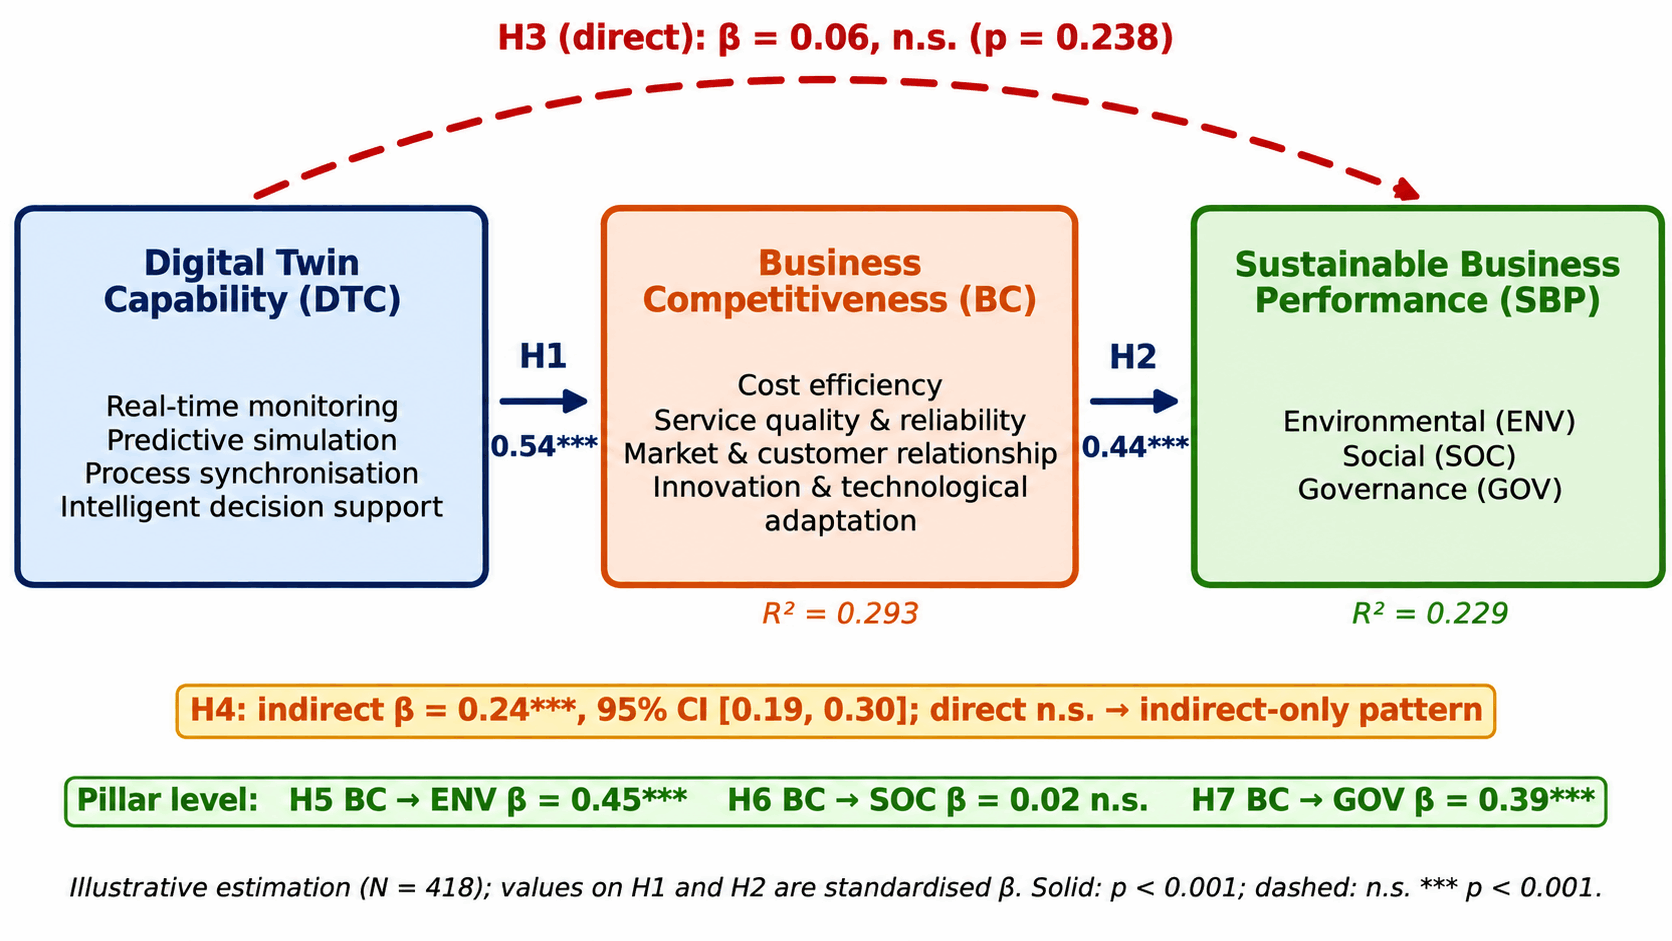 H3 (direct): β = 0.06, n.s. (p = 0.238)
Digital Twin
Capability (DTC)
Real-time monitoring
Predictive simulation
Process synchronisation
Intelligent decision support
H1
0.54***
Business
Competitiveness (BC)
Cost efficiency
Service quality & reliability
Market & customer relationship
Innovation & technological
adaptation
R² = 0.293
H2
0.44***
Sustainable Business
Performance (SBP)
Environmental (ENV)
Social (SOC)
Governance (GOV)
R² = 0.229
H4: indirect β = 0.24***, 95% CI [0.19, 0.30]; direct n.s. → indirect-only pattern
Pillar level: H5 BC → ENV β = 0.45*** H6 BC → SOC β = 0.02 n.s. H7 BC → GOV β = 0.39***
Illustrative estimation (N = 418); values on H1 and H2 are standardised β. Solid: p < 0.001; dashed: n.s. *** p < 0.001.